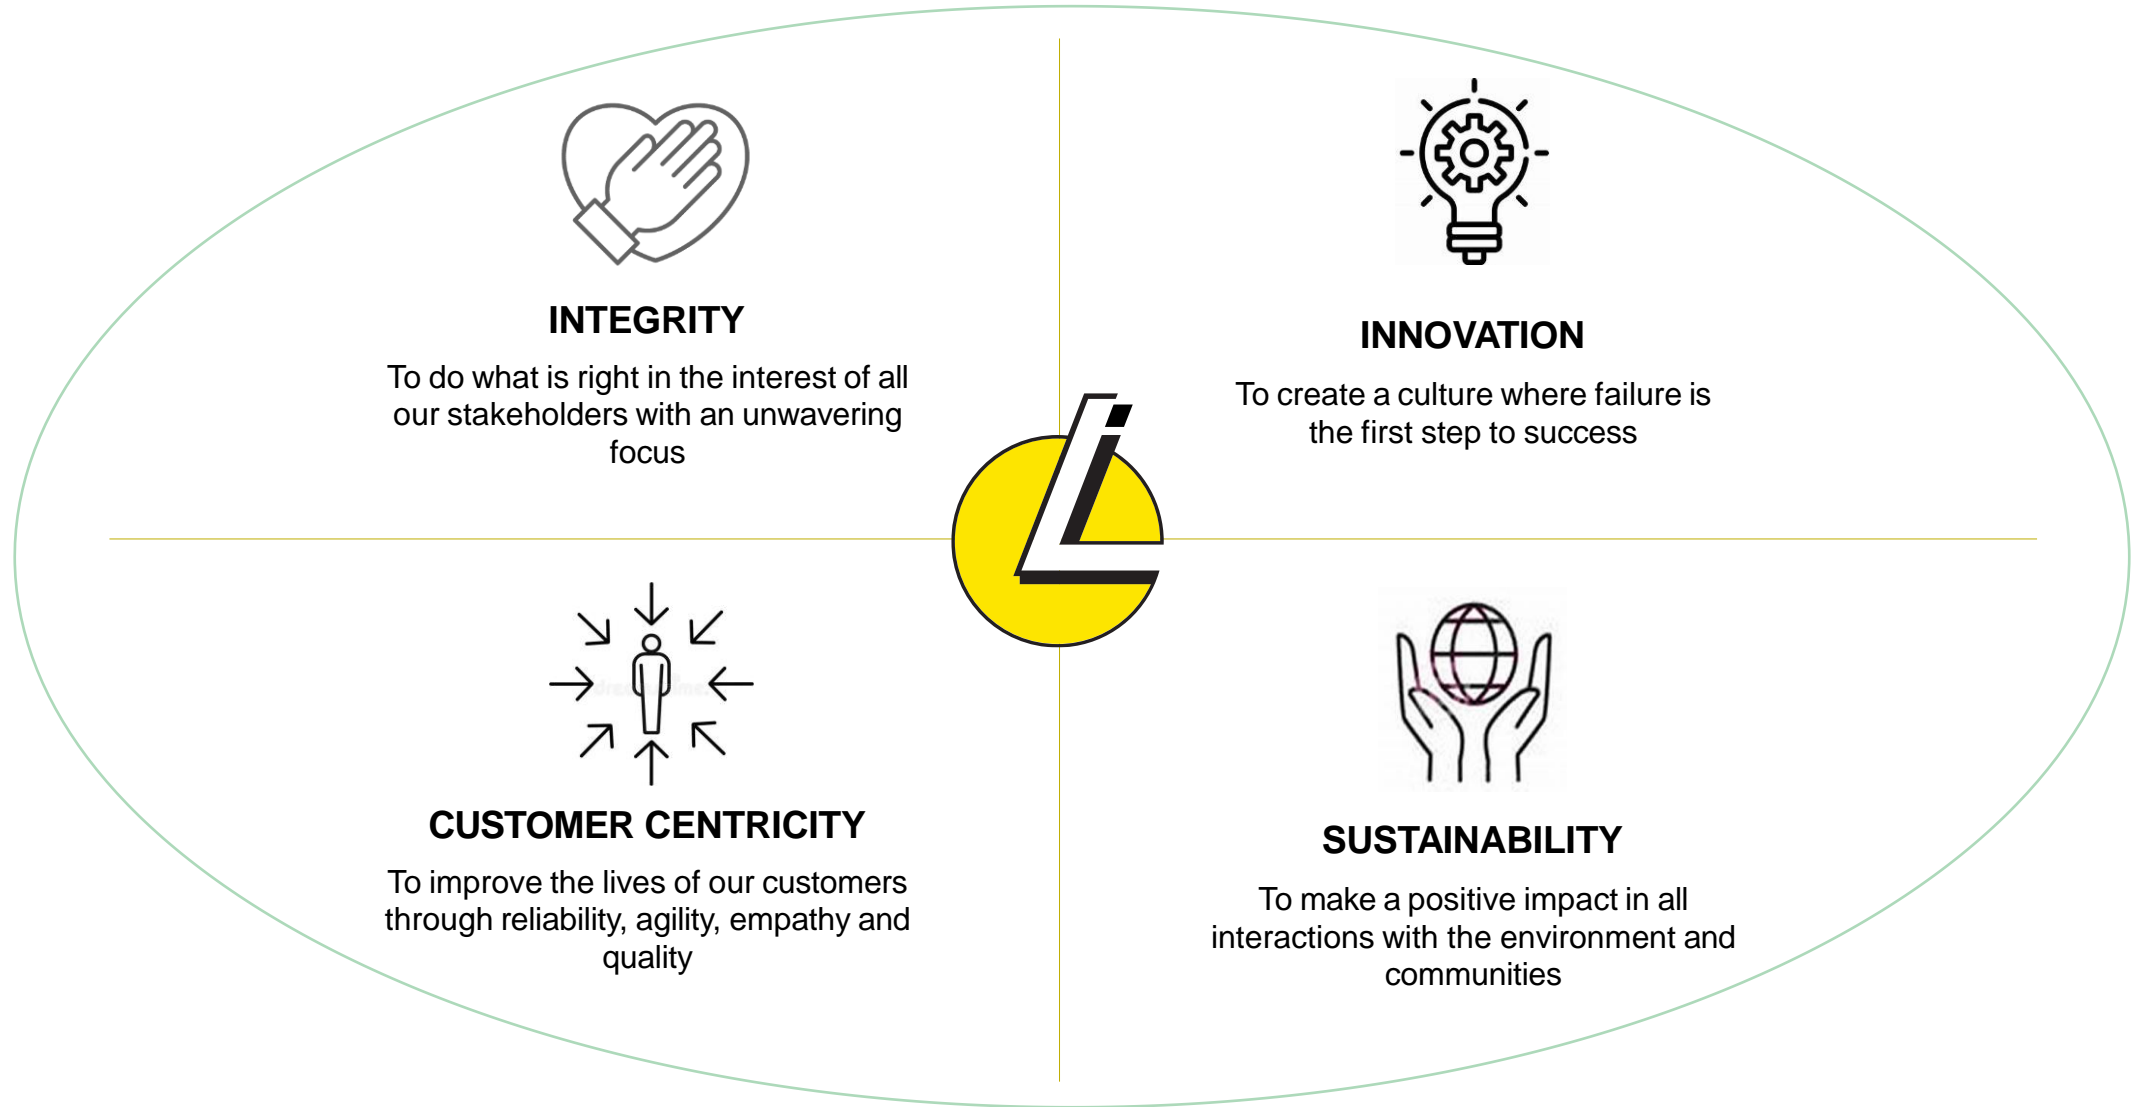 INTEGRITY
To do what is right in the interest of all
our stakeholders with an unwavering
focus
INNOVATION
To create a culture where failure is
the first step to success
CUSTOMER CENTRICITY
To improve the lives of our customers
through reliability, agility, empathy and
quality
SUSTAINABILITY
To make a positive impact in all
interactions with the environment and
communities